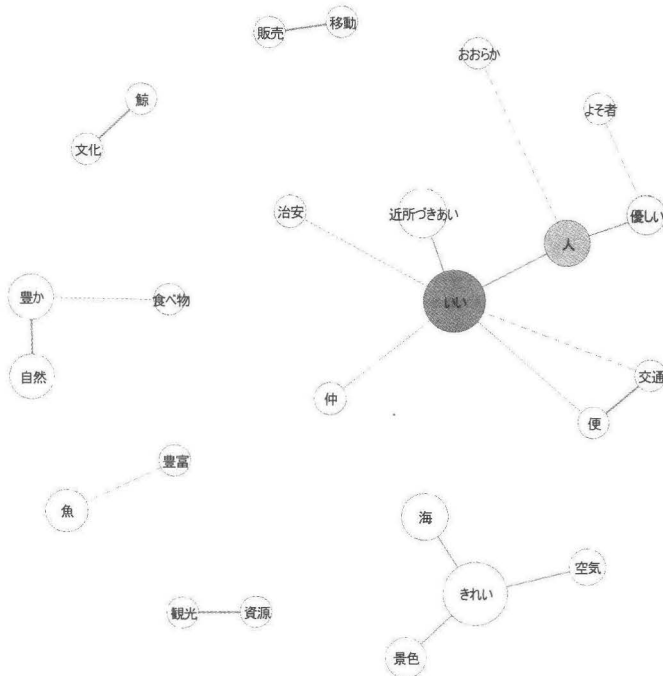 販売
移動
おおらか
鯨
よそ者
文化
治安
近所づきあい
優しい
人
豊か
食べ物
いい
自然
交通
仲
便
豊富
魚
海
空気
きれい
観光
資源
景色